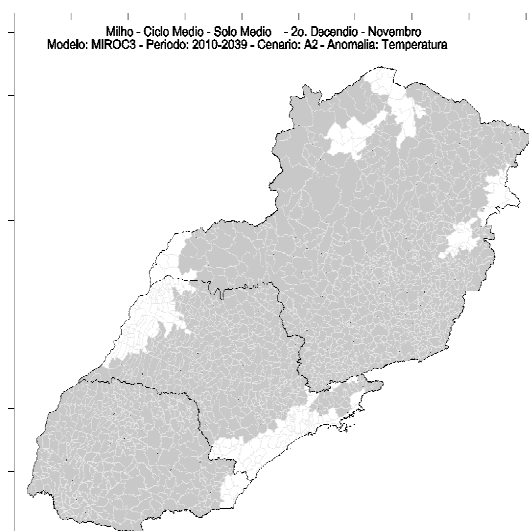 Milho - Ciclo Medio - Solo Medio - 2o. Decendio - Novembro
Modelo: MIROC3 - Periodo: 2010-2039 - Cenario: A2 - Anomalia: Temperatura